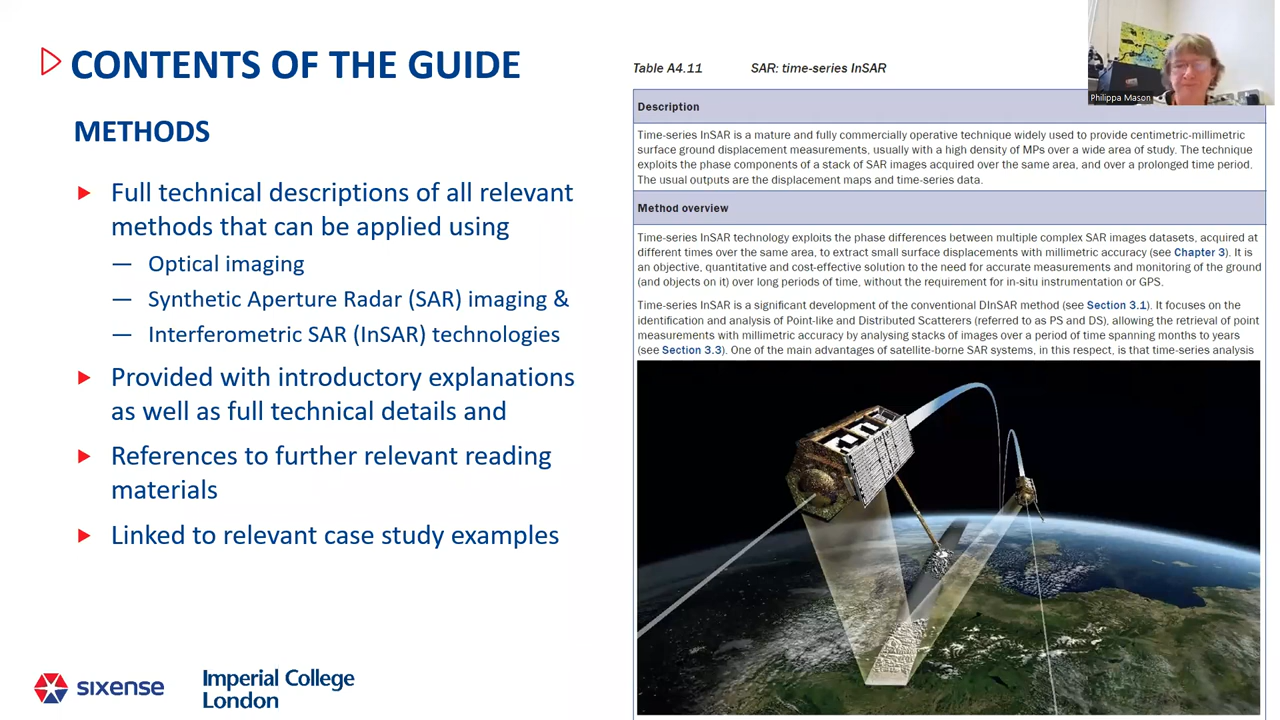 CONTENTS OF THE GUIDE
METHODS
Full technical descriptions of all relevant
methods that can be applied using
— Optical imaging
— Synthetic Aperture Radar (SAR) imaging &
— Interferometric SAR (InSAR) technologies
Provided with introductory explanations
as well as full technical details and
References to further relevant reading
materials
Linked to relevant case study examples
sixense
Imperial College
London
Table A4.11 SAR: time-series InSAR
Description
Time-series InSAR is a mature and fully commercially operative technique widely used to provide centimetric-millimetric
surface ground displacement measurements, usually with a high density of MPs over a wide area of study. The technique
exploits the phase components of a stack of SAR images acquired over the same area, and over a prolonged time period.
The usual outputs are the displacement maps and time-series data.
Method overview
Time-series InSAR technology exploits the phase differences between multiple complex SAR images datasets, acquired at
different times over the same area, to extract small surface displacements with millimetric accuracy (see Chapter 3). It is
an objective, quantitative and cost-effective solution to the need for accurate measurements and monitoring of the ground
(and objects on it) over long periods of time, without the requirement for in-situ instrumentation or GPS.
Time-series InSAR is a significant development of the conventional DInSAR method (see Section 3.1). It focuses on the
identification and analysis of Point-like and Distributed Scatterers (referred to as PS and DS), allowing the retrieval of point
measurements with millimetric accuracy by analysing stacks of images over a period of time spanning months to years
(see Section 3.3). One of the main advantages of satellite-borne SAR systems, in this respect, is that time-series analysis
Philippa Mason